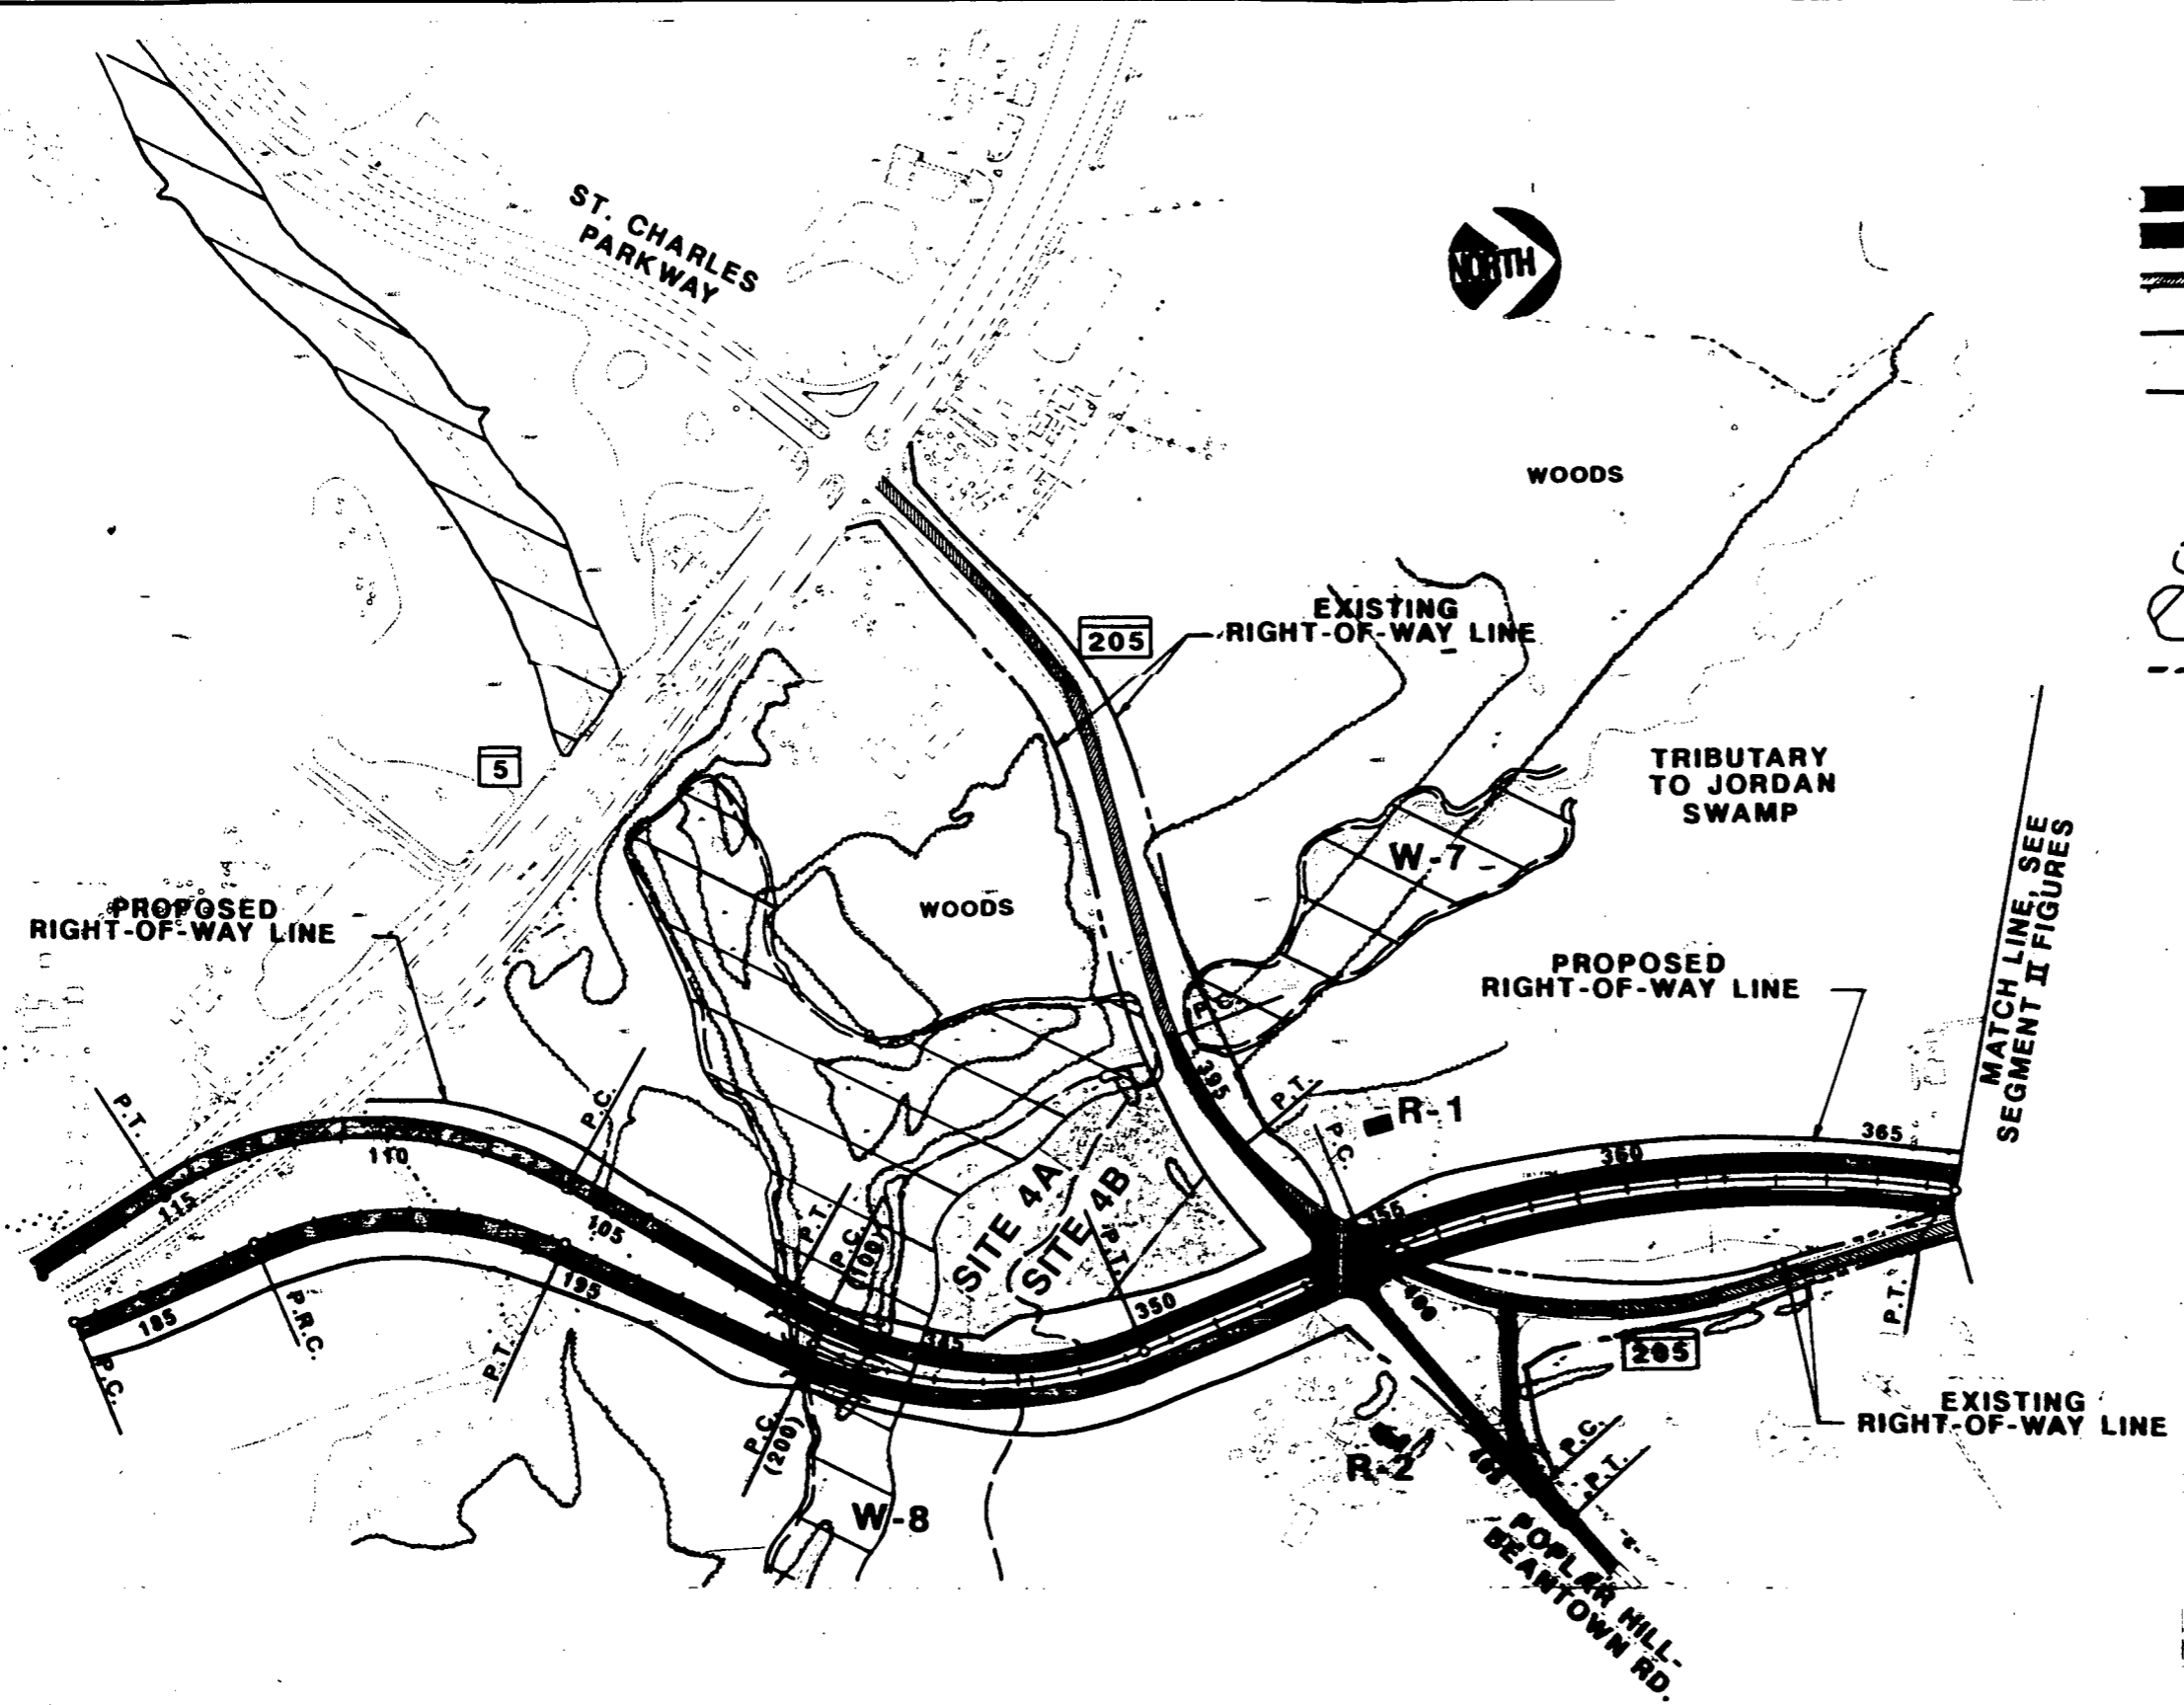 ST. CHARLES
PARKWAY
NORTH
WOODS
EXISTING
RIGHT-OF-WAY LINE
205
TRIBUTARY
TO JORDAN
SWAMP
5
W-7
MATCH LINE, SEE
SEGMENT II FIGURES
PROPOSED
RIGHT-OF-WAY LINE
WOODS
PROPOSED
RIGHT-OF-WAY LINE
P.C.
395
P.T.
P.C.
P.T.
R-1
P.C.
365
360
110
355
115
105
P.T.
P.C.
(100)
SITE 4A
SITE 4B
P.T.
350
345
195
185
P.R.C.
P.T.
P.C.
400
P.T.
205
EXISTING
RIGHT-OF-WAY LINE
P.C.
(200)
R-2
P.C.
P.T.
W-8
POPLAR HILL-
BEANTOWN RD.